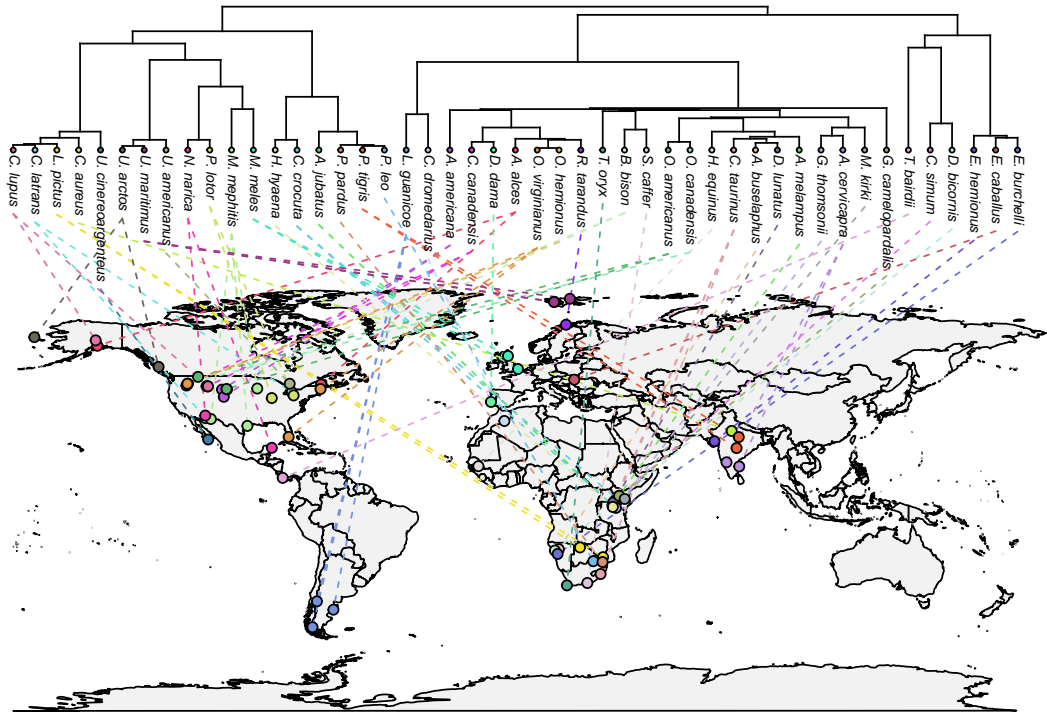 C. lupus
C. latrans
L. pictus
C. aureus
U. cinereoargenteus
U. arctos
U. maritimus
U. americanus
N. narica
P. lotor
M. mephitis
M. meles
H. hyaena
C. crocuta
A. jubatus
P. pardus
P. tigris
P. leo
L. guanicoe
C. dromedarius
A. americana
C. canadensis
D. dama
A. alces
O. virginianus
O. hemionus
R. tarandus
T. oryx
B. bison
S. caffer
O. americanus
O. canadensis
H. equinus
C. taurinus
A. buselaphus
D. lunatus
A. melampus
G. thomsonii
A. cervicapra
M. kirki
G. camelopardalis
T. bairdii
C. simum
D. bicornis
E. hemionus
E. caballus
E. burchelli